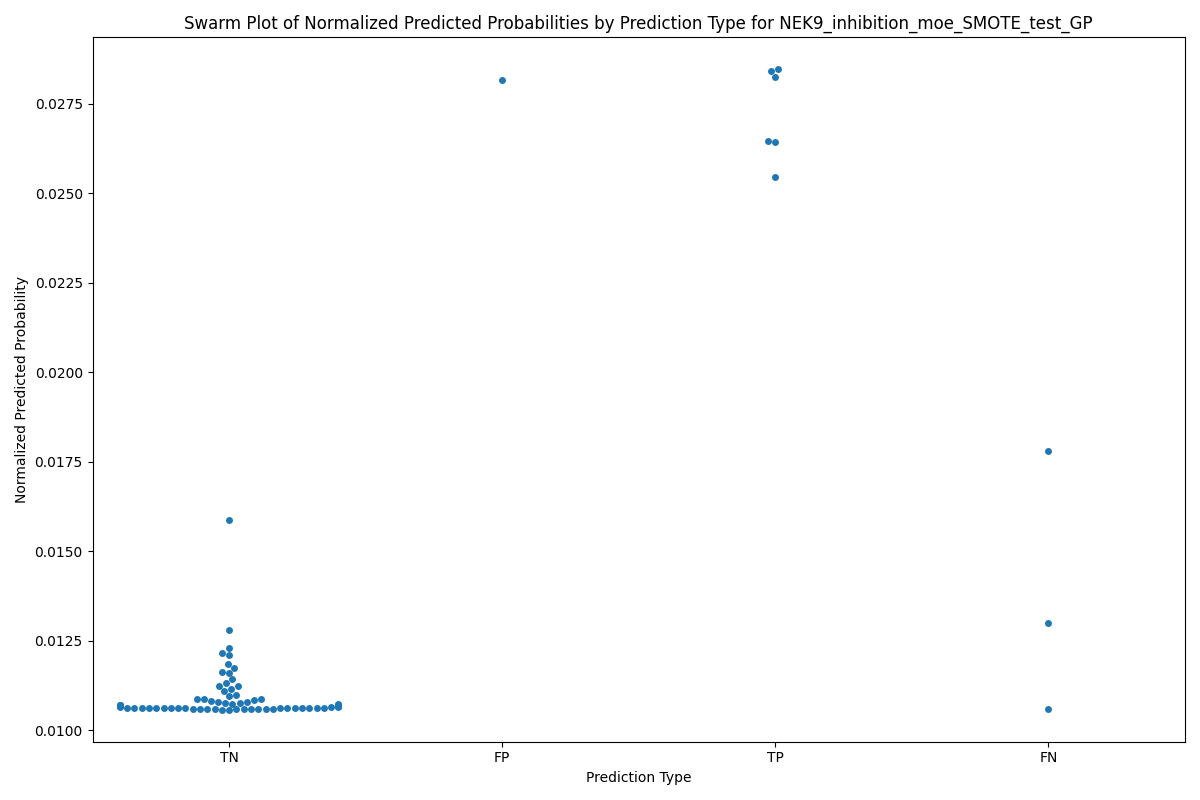 Swarm Plot of Normalized Predicted Probabilities by Prediction Type for NEK9_inhibition_moe_SMOTE_test_GP
Normalized Predicted Probability
0.0275
0.0250
0.0225
0.0200
0.0175
0.0150
0.0125
0.0100
TN FP TP FN
Prediction Type